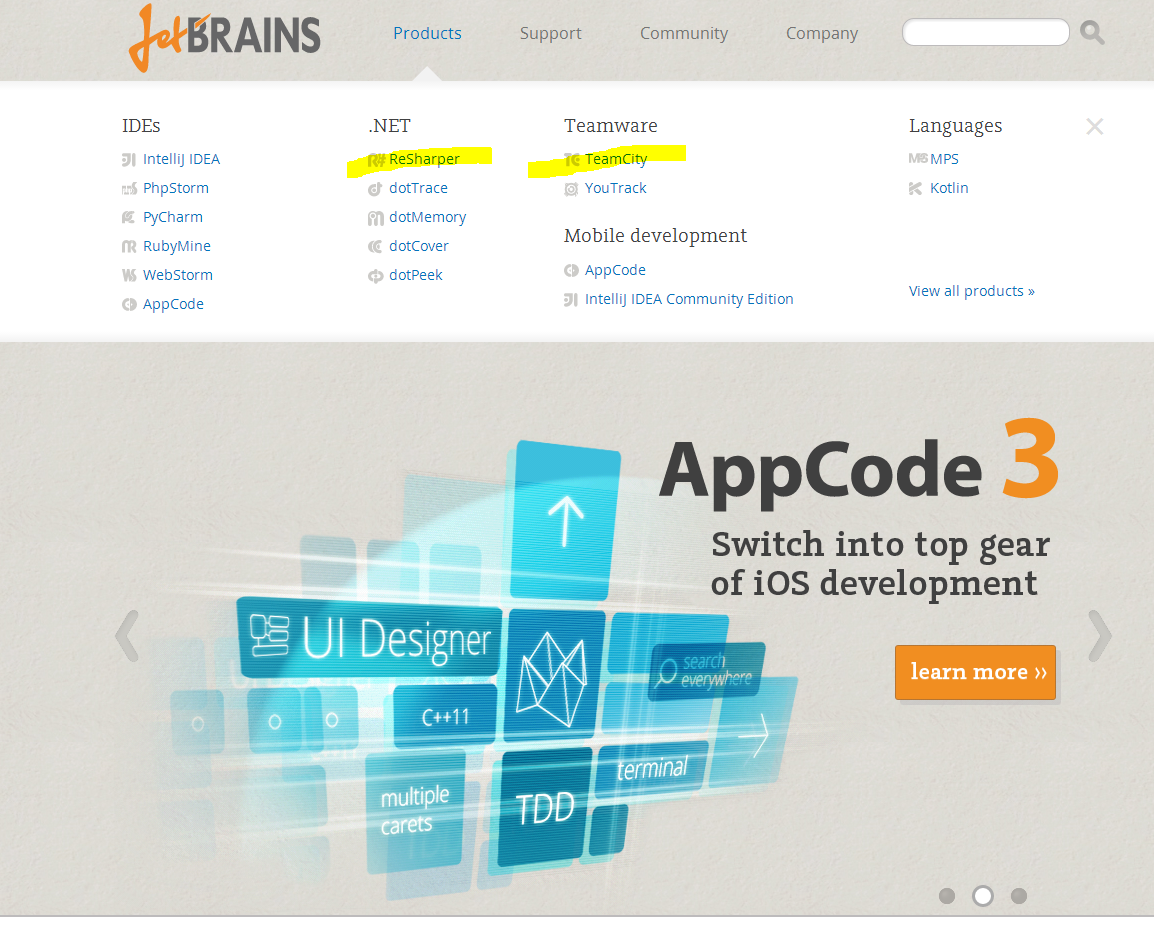 JetBRAINS
Products Support Community Company
IDEs
IntelliJ IDEA
PhpStorm
PyCharm
RubyMine
WebStorm
AppCode
.NET
R# ReSharper
dotTrace
dotMemory
dotCover
dotPeek
Teamware
TC TeamCity
YouTrack
Mobile development
AppCode
IntelliJ IDEA Community Edition
Languages
MPS MPS
Kotlin
View all products »
AppCode 3
Switch into top gear
of iOS development
learn more ››
UI Designer
search
everywhere
C++11
multiple
carets
TDD
terminal